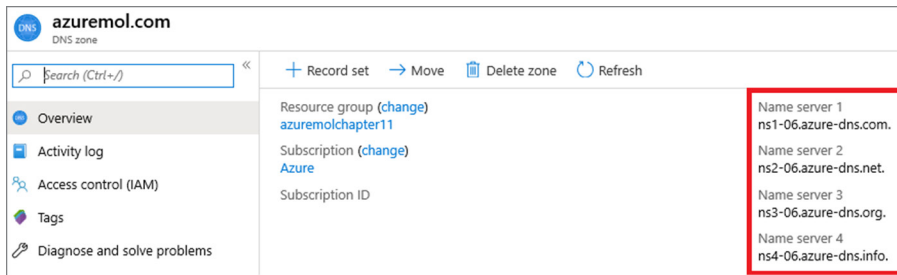 DNS
azuremol.com
DNS zone
Search (Ctrl+/)
«
Overview
Activity log
Access control (IAM)
Tags
Diagnose and solve problems
+ Record set → Move Delete zone Refresh
Resource group (change)
azuremolchapter11
Subscription (change)
Azure
Subscription ID
Name server 1
ns1-06.azure-dns.com.
Name server 2
ns2-06.azure-dns.net.
Name server 3
ns3-06.azure-dns.org.
Name server 4
ns4-06.azure-dns.info.